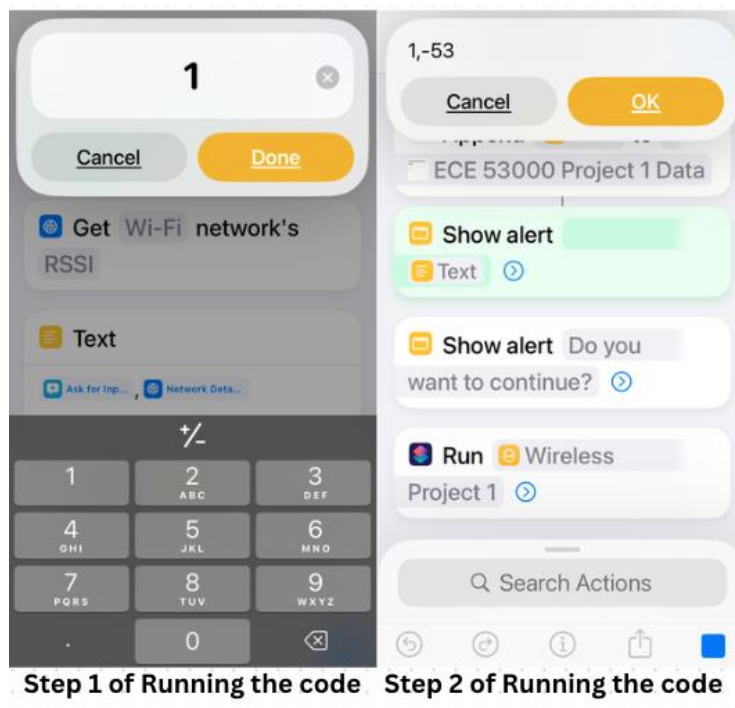 1
Cancel
Done
Get Wi-Fi network's
RSSI
Text
Ask for Inp... , Network Deta...
+/-
1
2
ABC
3
DEF
4
GHI
5
JKL
6
MNO
7
PQRS
8
TUV
9
WXYZ
.
0
Step 1 of Running the code
1,-53
Cancel
OK
Append to
ECE 53000 Project 1 Data
Show alert
Text
Show alert Do you
want to continue?
Run Wireless
Project 1
Search Actions
Step 2 of Running the code